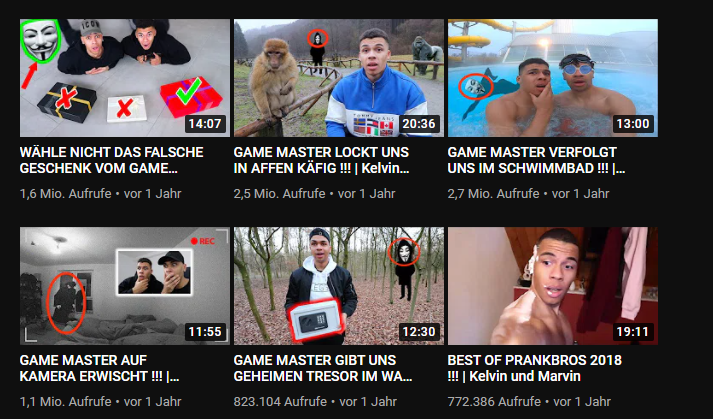 14:07
WÄHLE NICHT DAS FALSCHE
GESCHENK VOM GAME...
1,6 Mio. Aufrufe • vor 1 Jahr
20:36
GAME MASTER LOCKT UNS
IN AFFEN KÄFIG !!! | Kelvin...
2,5 Mio. Aufrufe • vor 1 Jahr
13:00
GAME MASTER VERFOLGT
UNS IM SCHWIMMBAD !!! |...
2,7 Mio. Aufrufe • vor 1 Jahr
REC
11:55
GAME MASTER AUF
KAMERA ERWISCHT !!! |...
1,1 Mio. Aufrufe • vor 1 Jahr
12:30
GAME MASTER GIBT UNS
GEHEIMEN TRESOR IM WA...
823.104 Aufrufe • vor 1 Jahr
19:11
BEST OF PRANKBROS 2018
!!! | Kelvin und Marvin
772.386 Aufrufe • vor 1 Jahr